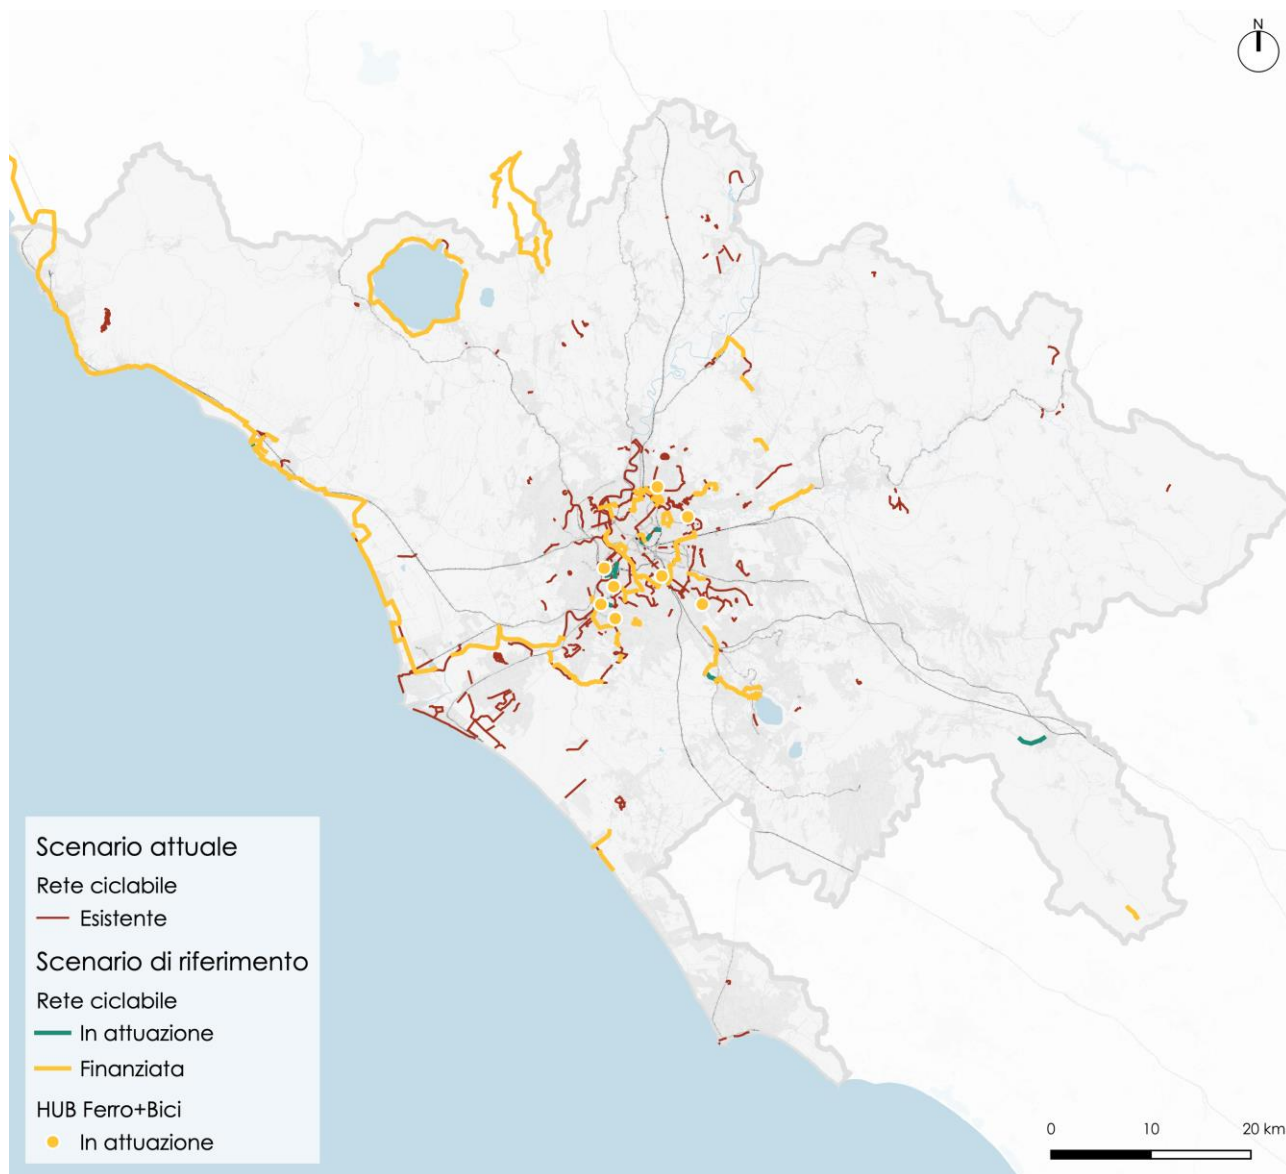 N
Scenario attuale
Rete ciclabile
Esistente
Scenario di riferimento
Rete ciclabile
In attuazione
Finanziata
HUB Ferro+Bici
In attuazione
0 10 20 km